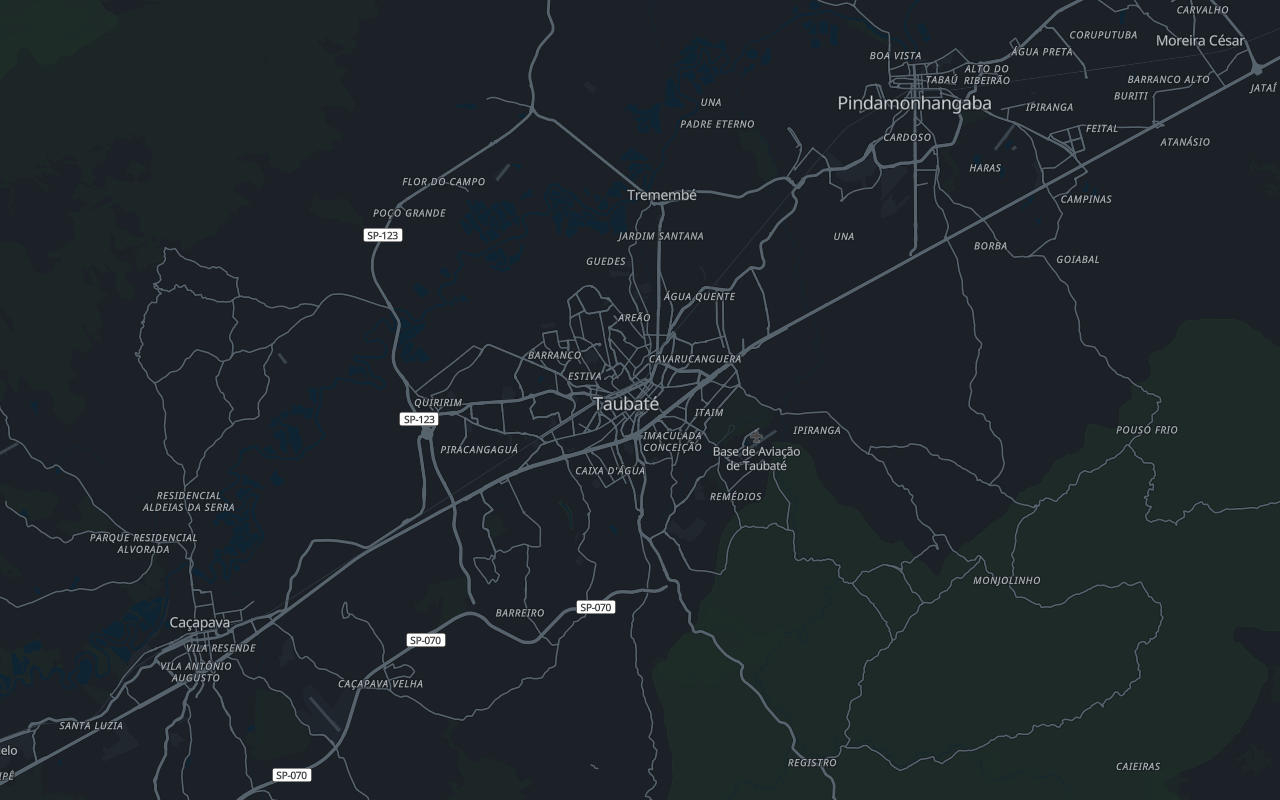 CARVALHO
CORUPUTUBA
Moreira César
BOA VISTA
ÁGUA PRETA
ALTO DO
RIBEIRÃO
TABAÚ
BARRANCO ALTO
JATAÍ
BURITI
UNA
Pindamonhangaba
IPIRANGA
PADRE ETERNO
FEITAL
CARDOSO
ATANÁSIO
HARAS
FLOR DO CAMPO
Tremembé
CAMPINAS
POÇO GRANDE
SP-123
JARDIM SANTANA
UNA
BORBA
GUEDES
GOIABAL
ÁGUA QUENTE
AREÃO
BARRANCO
CAVARUCANGUERA
ESTIVA
QUIRIRIM
Taubaté
SP-123
ITAIM
IPIRANGA
POUSO FRIO
IMACULADA
CONCEIÇÃO
PIRACANGAGUÁ
Base de Aviação
de Taubaté
CAIXA D'ÁGUA
RESIDENCIAL
ALDEIAS DA SERRA
REMÉDIOS
PARQUE RESIDENCIAL
ALVORADA
MONJOLINHO
SP-070
BARREIRO
Caçapava
SP-070
VILA RESENDE
VILA ANTÔNIO
AUGUSTO
CAÇAPAVA VELHA
SANTA LUZIA
elo
REGISTRO
CAIEIRAS
IPÊ
SP-070